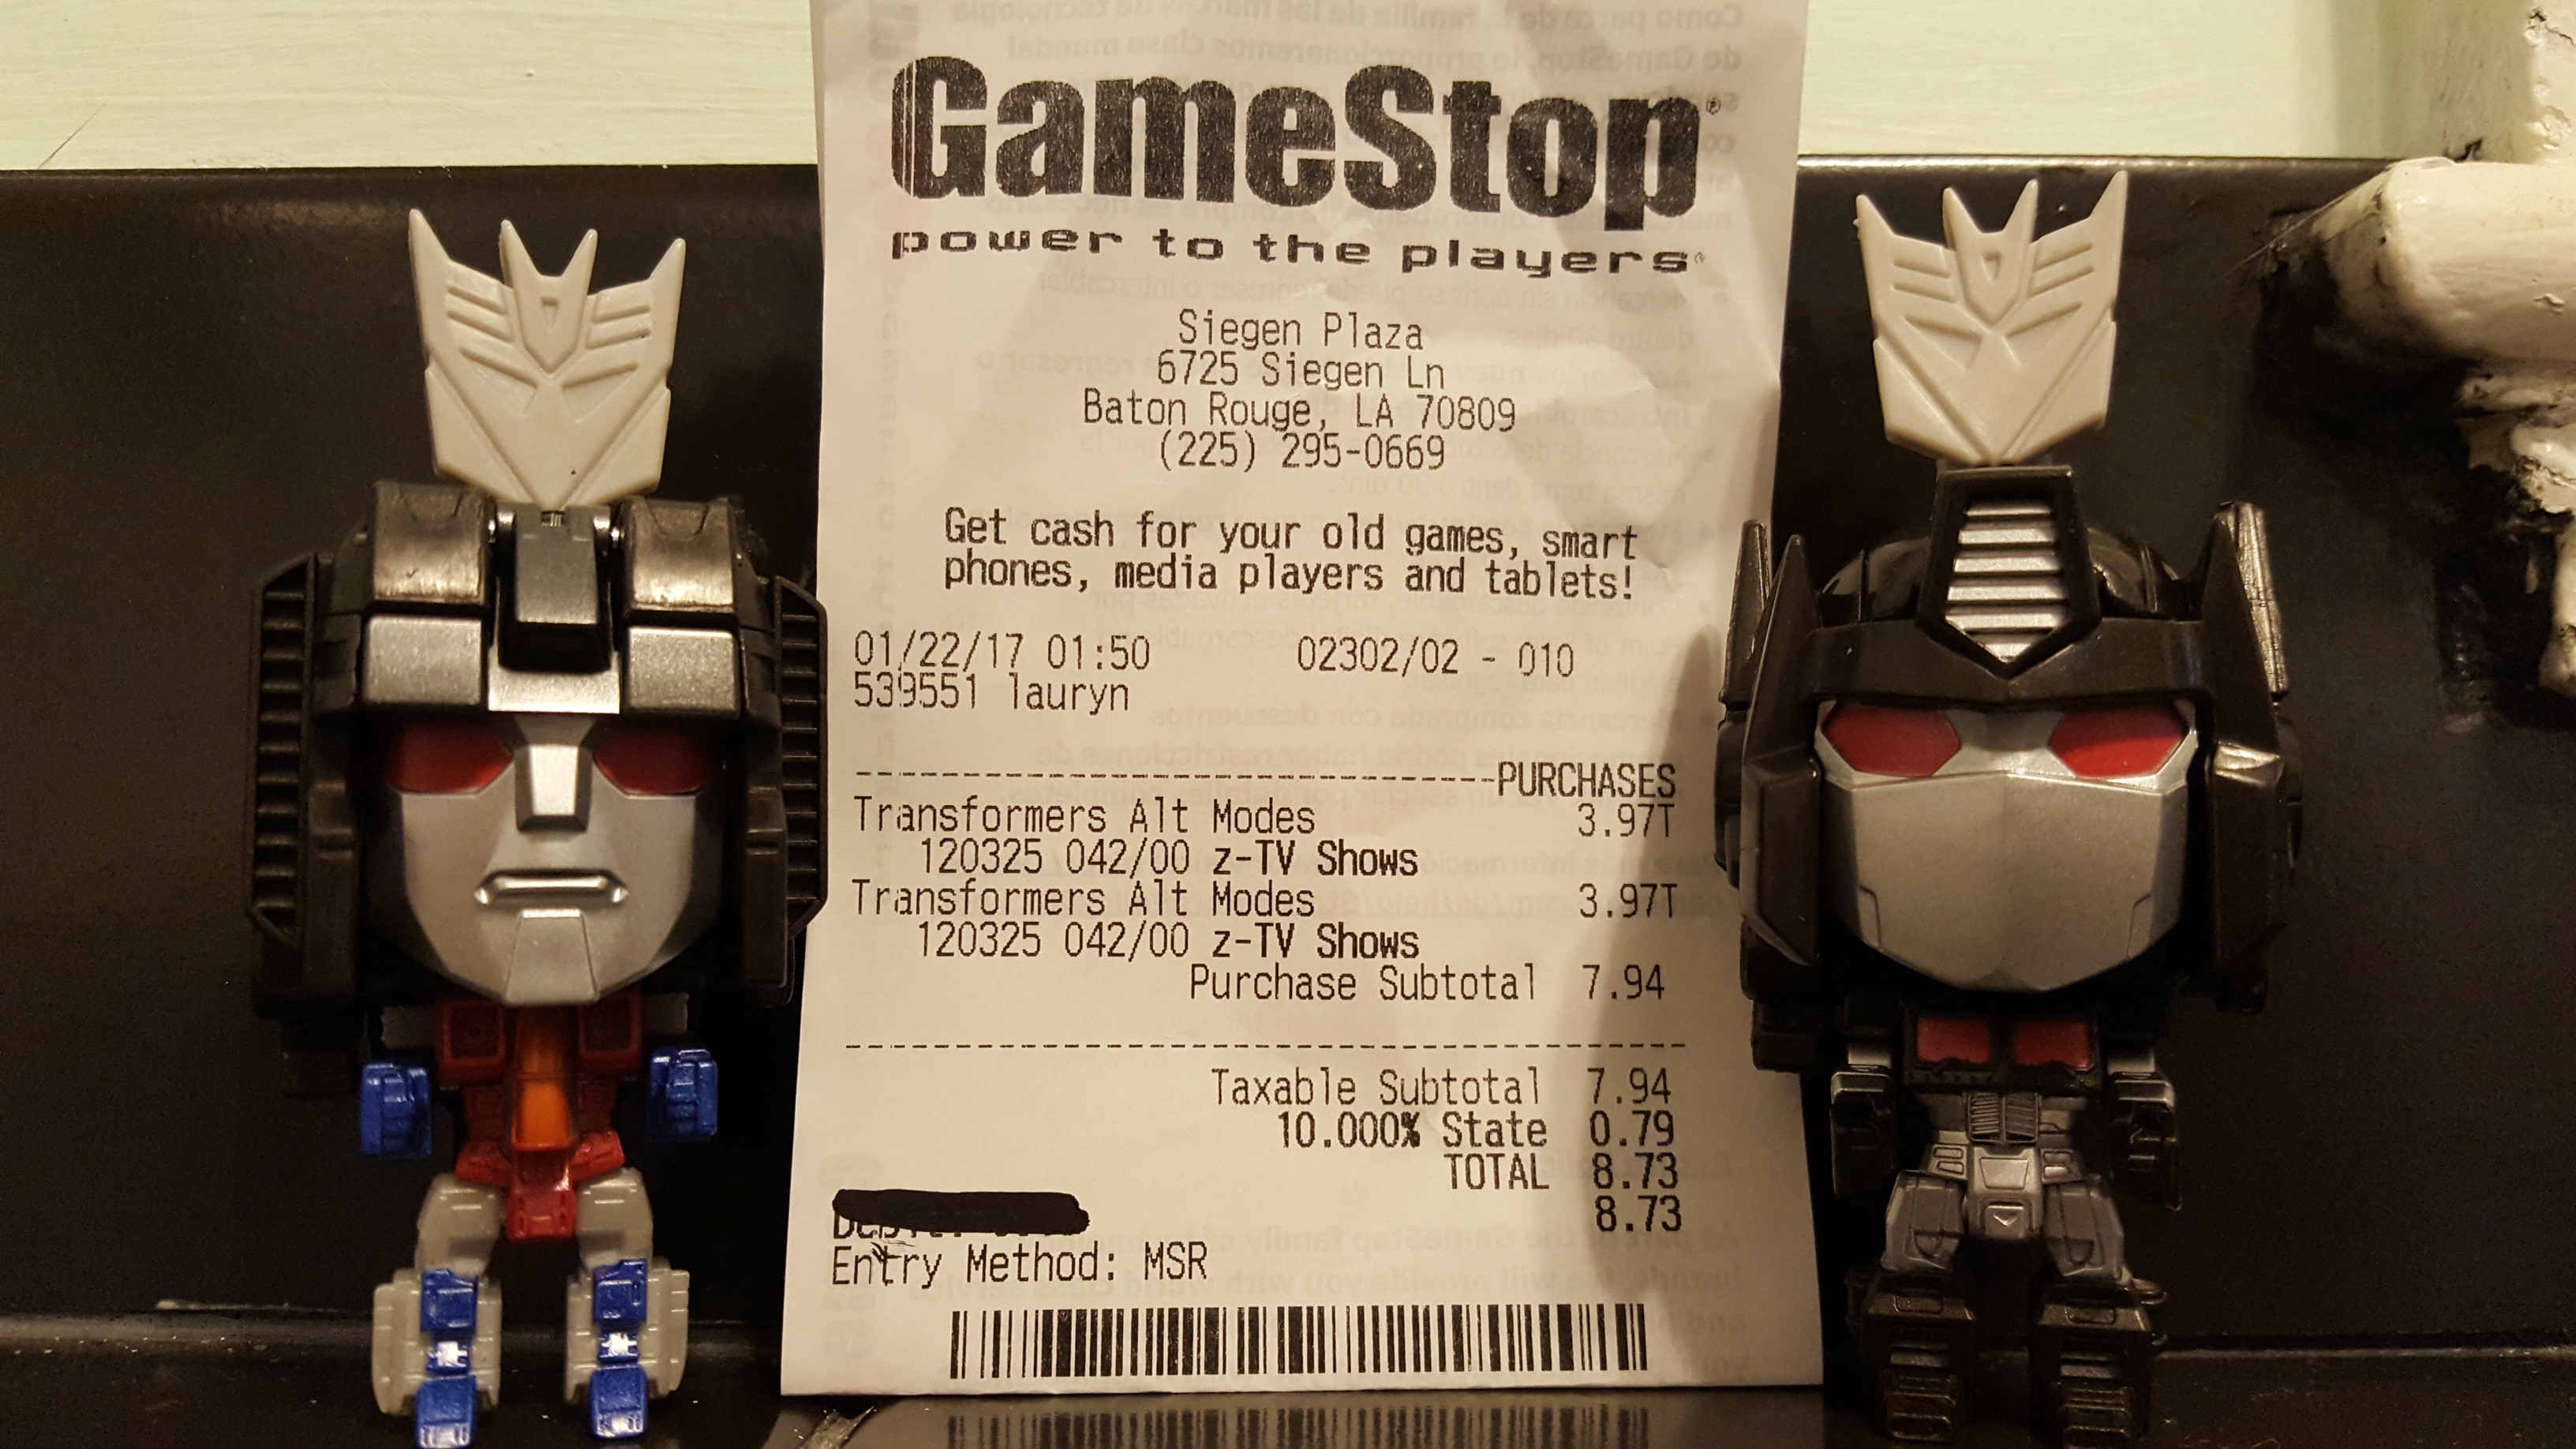 GameStop®
power to the players®
Siegen Plaza
6725 Siegen Ln
Baton Rouge, LA 70809
(225) 295-0669
Get cash for your old games, smart
phones, media players and tablets!
01/22/17 01:50 02302/02 - 010
539551 lauryn
--------------------------------PURCHASES
Transformers Alt Modes 3.97T
120325 042/00 z-TV Shows
Transformers Alt Modes 3.97T
120325 042/00 z-TV Shows
Purchase Subtotal 7.94
Taxable Subtotal 7.94
10.000% State 0.79
TOTAL 8.73
8.73
Entry Method: MSR